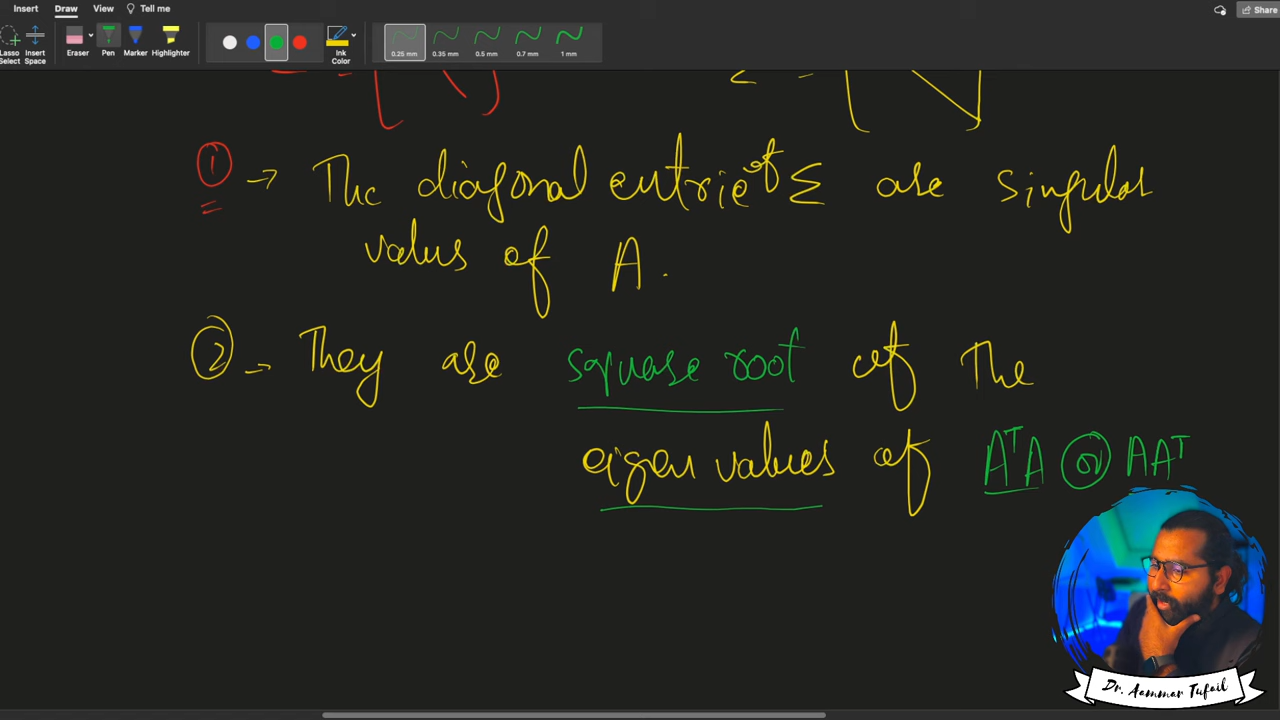 Insert Draw View Tell me
Share
Lasso Select
Insert Space
Eraser
Pen
Marker
Highlighter
Ink Color
0.25 mm
0.35 mm
0.5 mm
0.7 mm
1 mm
Σ =
① → The diagonal entrie of Σ are singular
values of A.
② → They are square root of the
eigen values of AᵀA or AAᵀ
Dr. Aammar Tufail